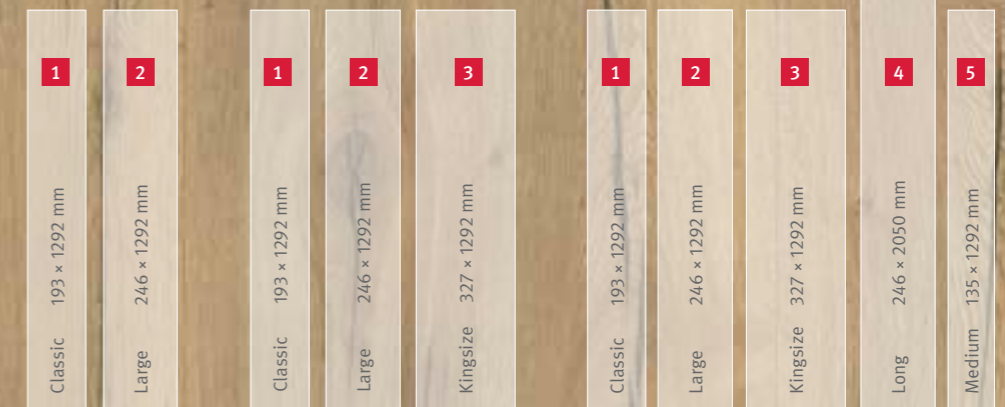 1
Classic 193 × 1292 mm
2
Large 246 × 1292 mm
1
Classic 193 × 1292 mm
2
Large 246 × 1292 mm
3
Kingsize 327 × 1292 mm
1
Classic 193 × 1292 mm
2
Large 246 × 1292 mm
3
Kingsize 327 × 1292 mm
4
Long 246 × 2050 mm
5
Medium 135 × 1292 mm